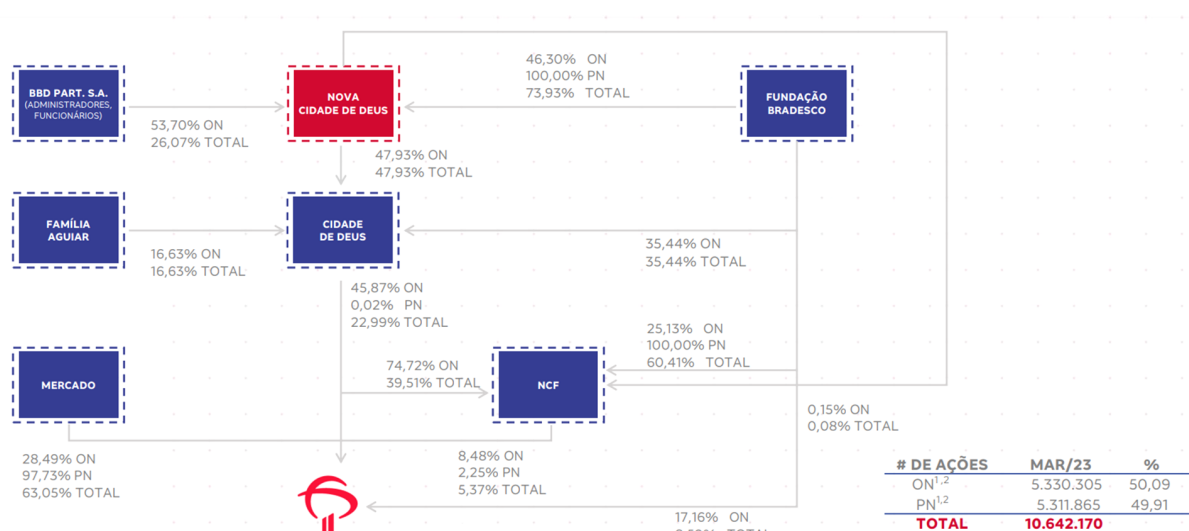 46,30% ON
100,00% PN
73,93% TOTAL
BBD PART. S.A.
(ADMINISTRADORES,
FUNCIONÁRIOS)
NOVA
CIDADE DE DEUS
FUNDAÇÃO
BRADESCO
53,70% ON
26,07% TOTAL
47,93% ON
47,93% TOTAL
FAMÍLIA
AGUIAR
CIDADE
DE DEUS
16,63% ON
16,63% TOTAL
35,44% ON
35,44% TOTAL
45,87% ON
0,02% PN
22,99% TOTAL
25,13% ON
100,00% PN
60,41% TOTAL
MERCADO
74,72% ON
39,51% TOTAL
NCF
0,15% ON
0,08% TOTAL
28,49% ON
97,73% PN
63,05% TOTAL
8,48% ON
2,25% PN
5,37% TOTAL
17,16% ON
# DE AÇÕES MAR/23 %
ON1,2 5.330.305 50,09
PN1,2 5.311.865 49,91
TOTAL 10.642.170